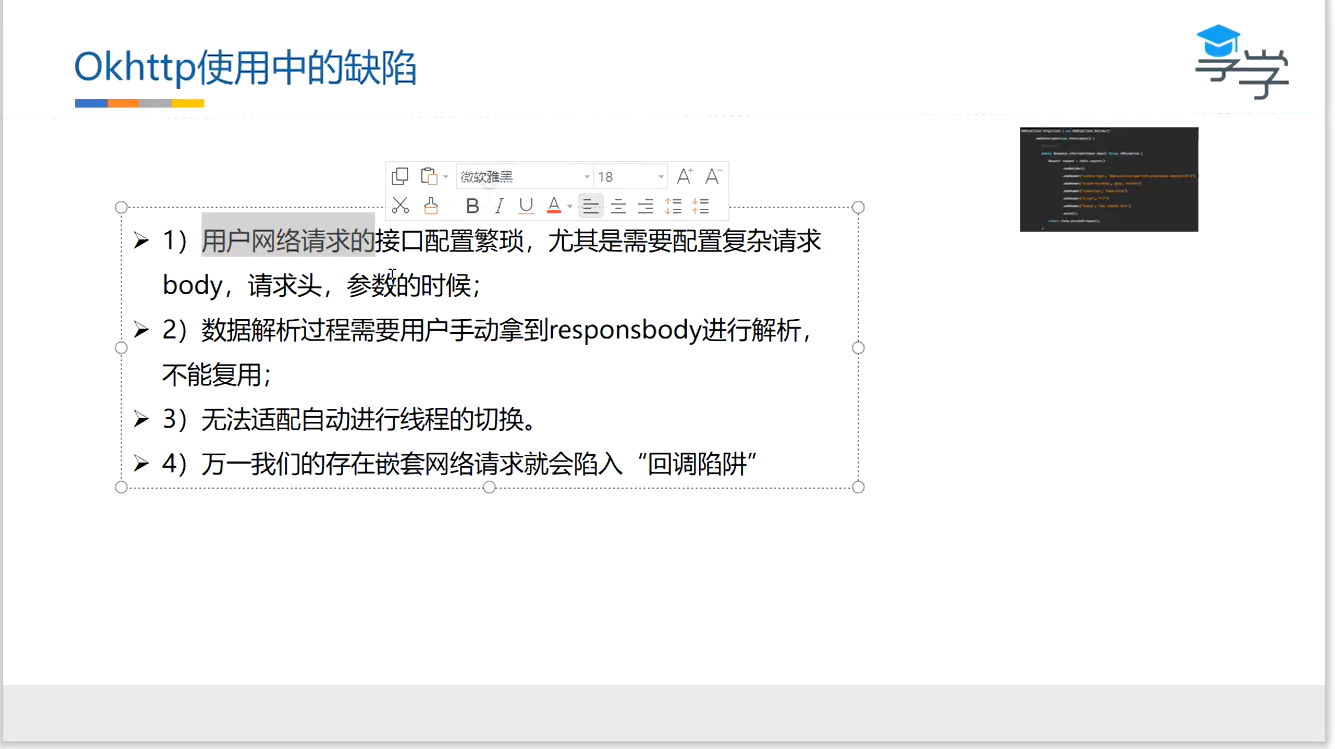 Okhttp使用中的缺陷
享学
微软雅黑
18
1）用户网络请求的接口配置繁琐，尤其是需要配置复杂请求
body，请求头，参数的时候；
2）数据解析过程需要用户手动拿到responsbody进行解析，
不能复用；
3）无法适配自动进行线程的切换。
4）万一我们的存在嵌套网络请求就会陷入“回调陷阱”